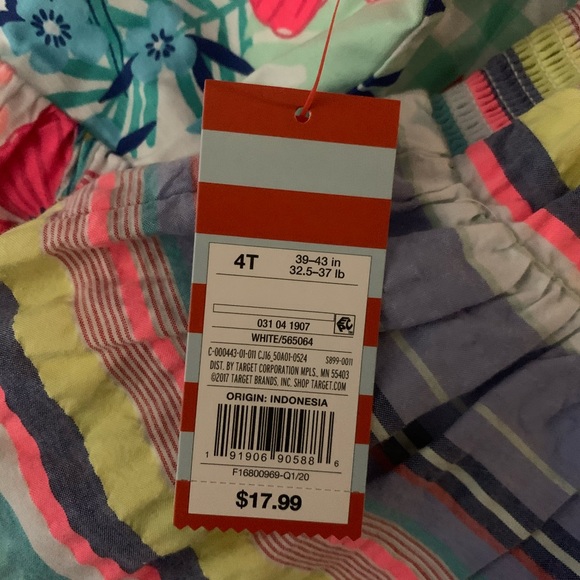 4T
39–43 in
32.5–37 lb
031 04 1907
WHITE/565064
C-000443-01-011 CJ16_50A01-0524 S899-0011
DIST. BY TARGET CORPORATION MPLS., MN 55403
©2017 TARGET BRANDS, INC. SHOP TARGET.COM
ORIGIN: INDONESIA
1 91906 90588 6
F16800969-Q1/20
$17.99